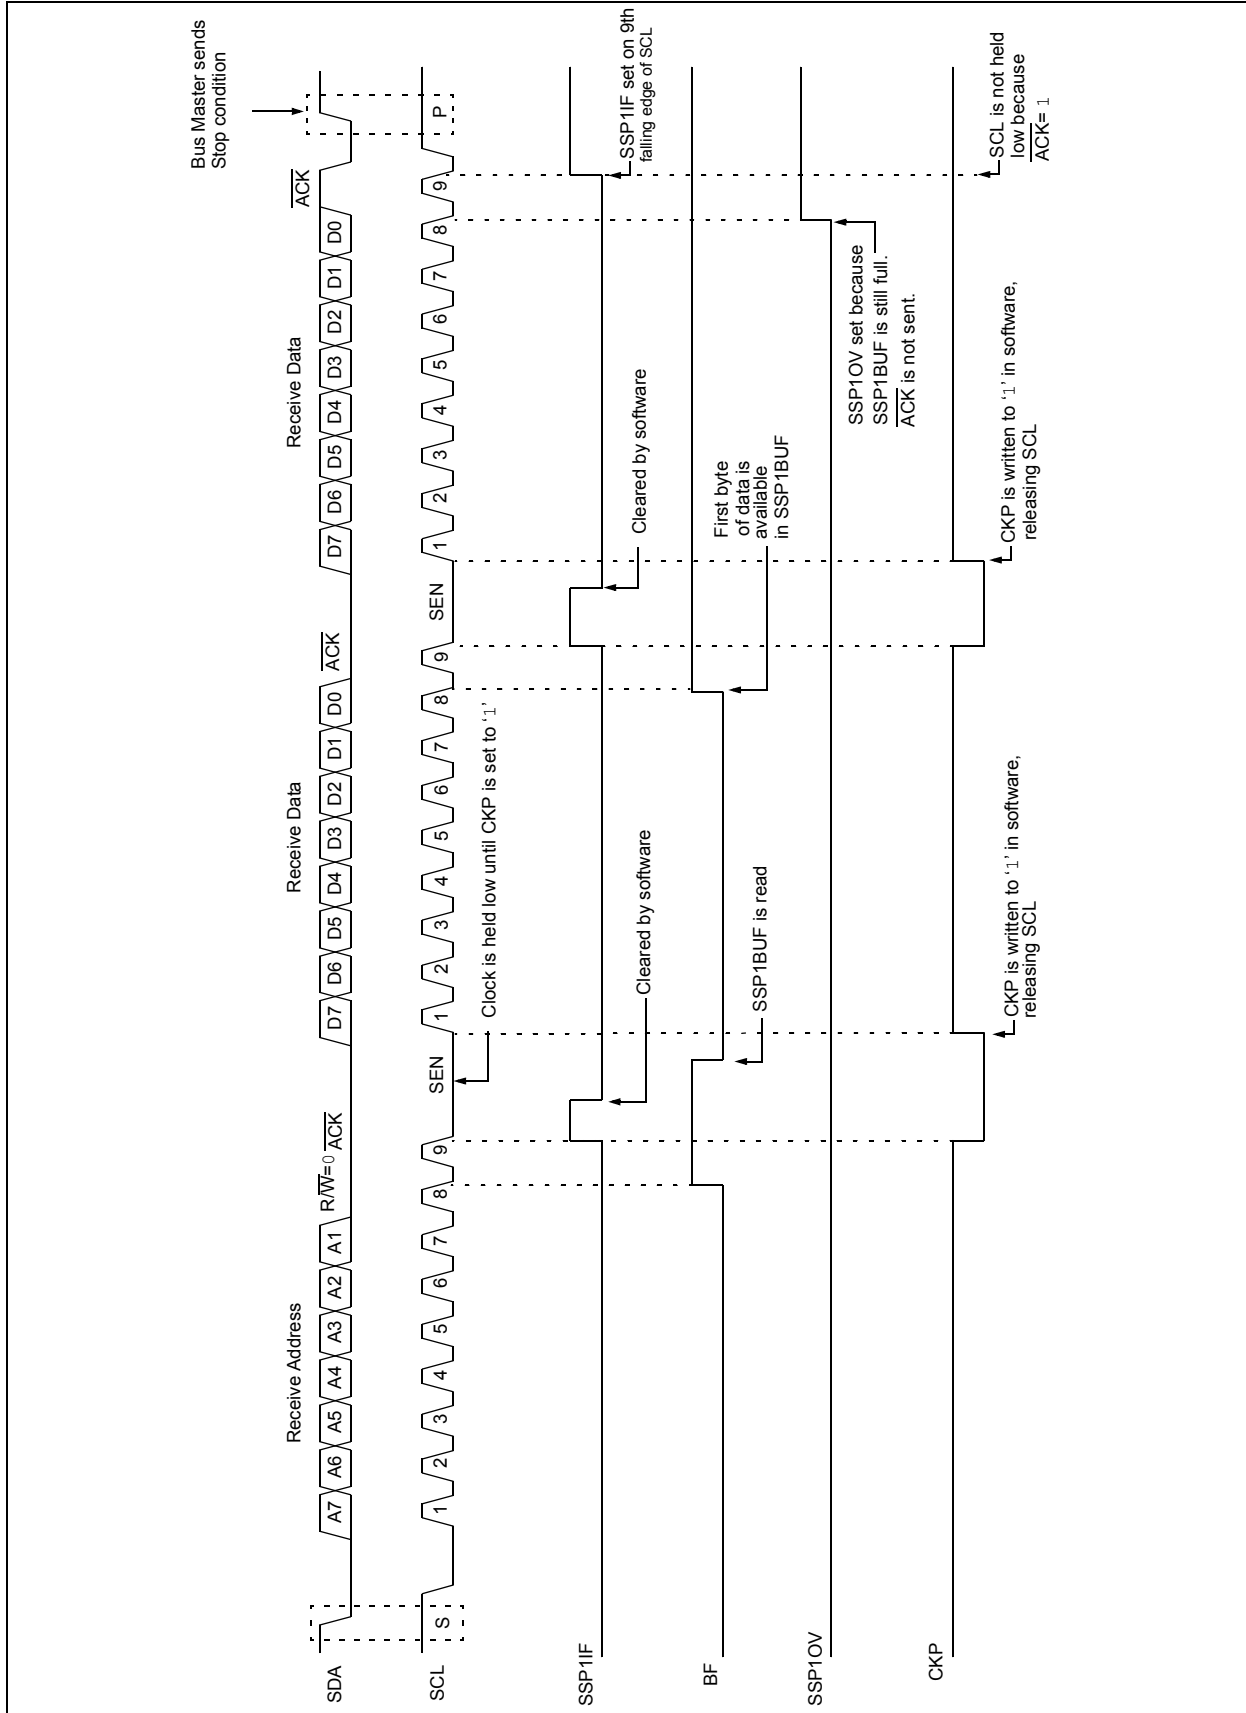 Bus Master sends
Stop condition
Receive Address
Receive Data
Receive Data
SDA
A7 A6 A5 A4 A3 A2 A1 R/W=0 ACK D7 D6 D5 D4 D3 D2 D1 D0 ACK D7 D6 D5 D4 D3 D2 D1 D0 ACK
SCL
S 1 2 3 4 5 6 7 8 9 SEN 1 2 3 4 5 6 7 8 9 SEN 1 2 3 4 5 6 7 8 9 P
Clock is held low until CKP is set to ‘1’
SSP1IF
Cleared by software
Cleared by software
SSP1IF set on 9th
falling edge of SCL
BF
SSP1BUF is read
First byte
of data is
available
in SSP1BUF
SSP1OV
SSP1OV set because
SSP1BUF is still full.
ACK is not sent.
CKP
CKP is written to ‘1’ in software,
releasing SCL
CKP is written to ‘1’ in software,
releasing SCL
SCL is not held
low because
ACK= 1